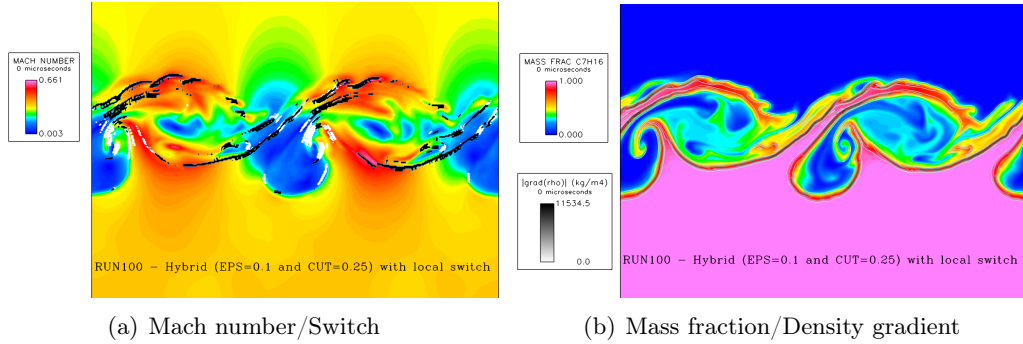 MACH NUMBER
0 microseconds
0.661
0.003
RUN100 - Hybrid (EPS=0.1 and CUT=0.25) with local switch
(a) Mach number/Switch
MASS FRAC C7H16
0 microseconds
1.000
0.000
|grad(rho)| (kg/m4)
0 microseconds
11534.5
0.0
RUN100 - Hybrid (EPS=0.1 and CUT=0.25) with local switch
(b) Mass fraction/Density gradient